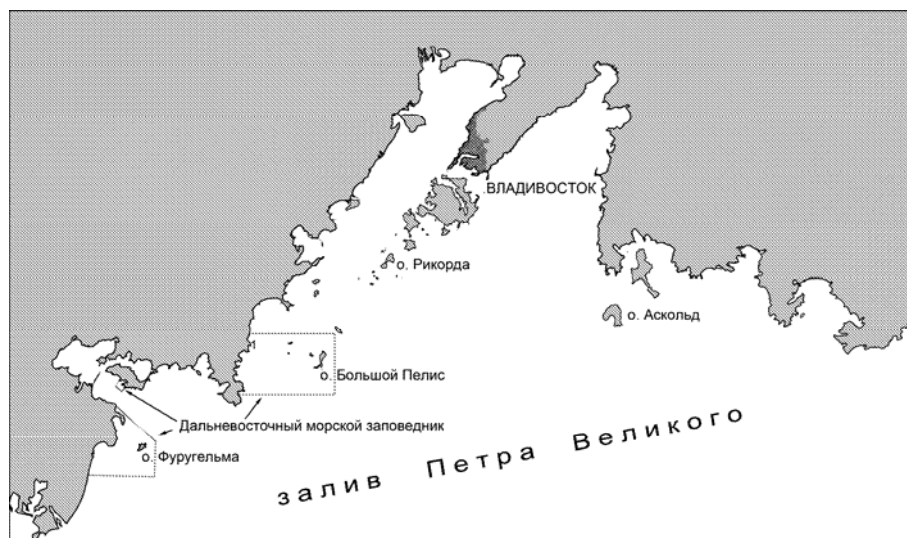 ВЛАДИВОСТОК
о. Рикорда
о. Аскольд
о. Большой Пелис
Дальневосточный морской заповедник
о. Фуругельма
залив Петра Великого